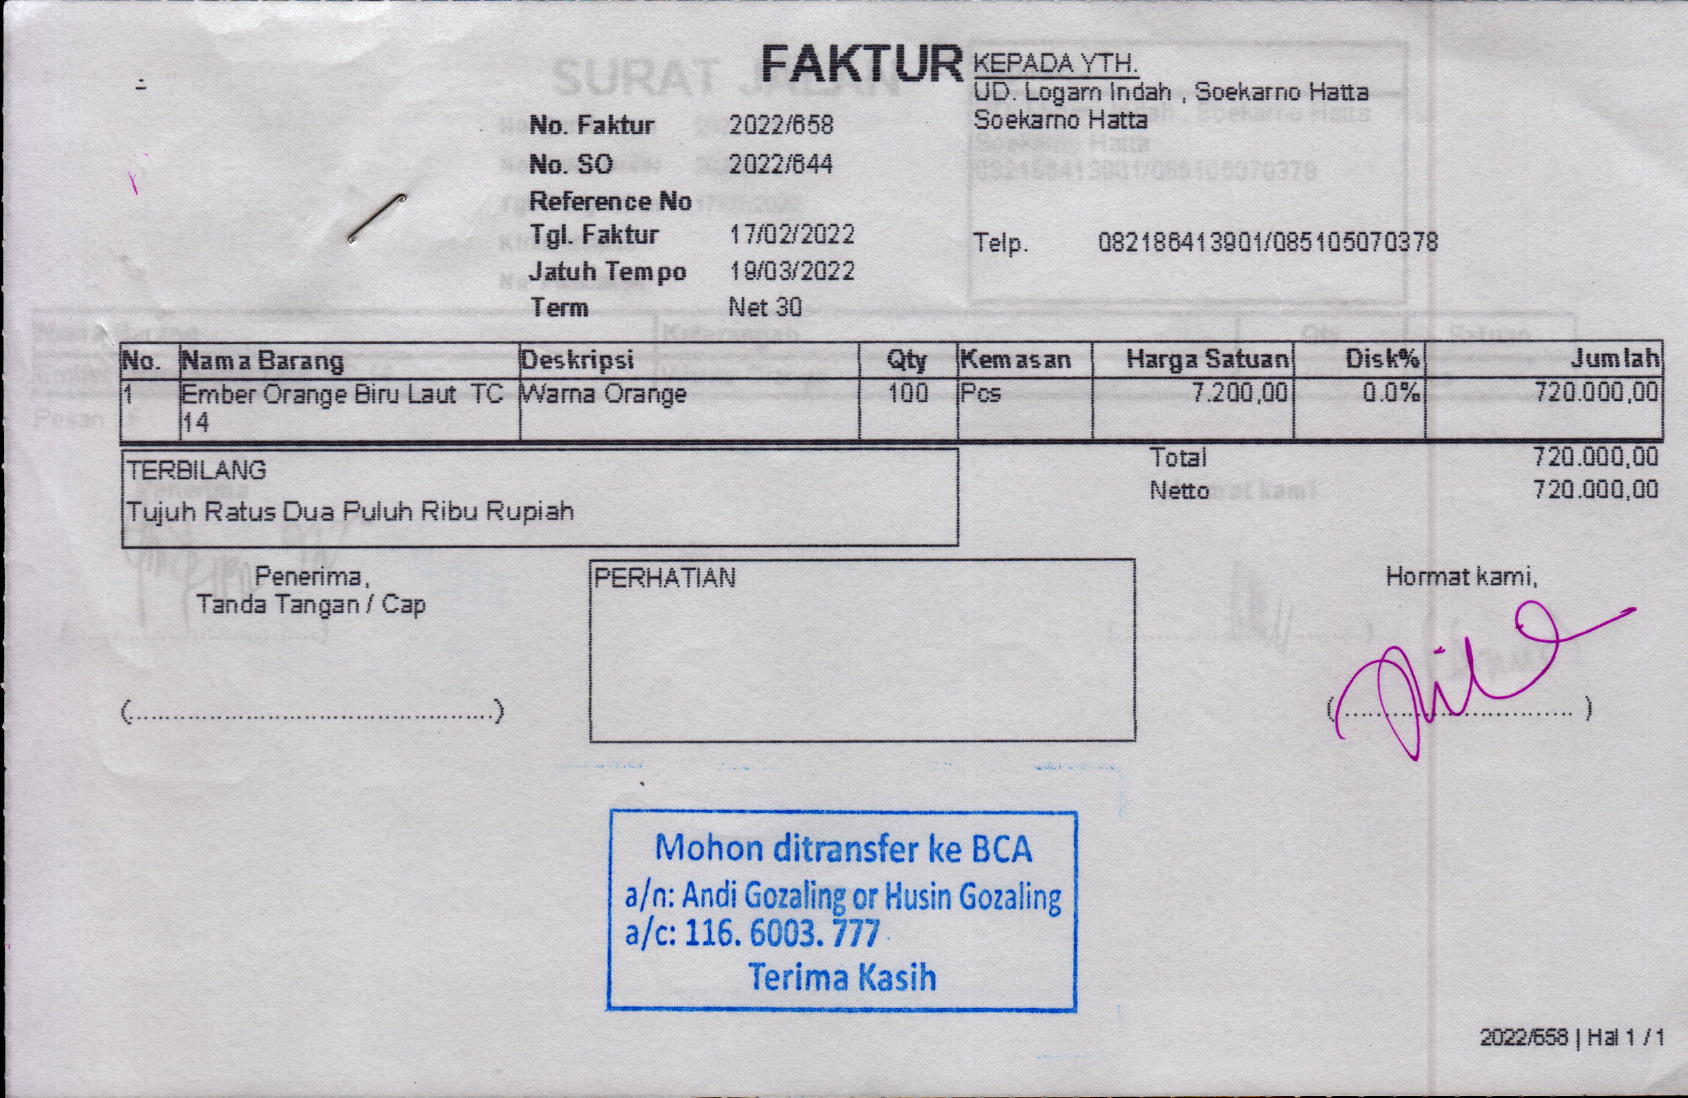 FAKTUR
KEPADA YTH.
UD. Logam Indah , Soekarno Hatta
Soekarno Hatta
Telp. 082186413901/085105070378
No. Faktur 2022/658
No. SO 2022/644
Reference No
Tgl. Faktur 17/02/2022
Jatuh Tempo 19/03/2022
Term Net 30
No. Nama Barang Deskripsi Qty Kemasan Harga Satuan Disk% Jumlah
1 Ember Orange Biru Laut TC Warna Orange 100 Pcs 7.200,00 0.0% 720.000,00
14
Total 720.000,00
Netto 720.000,00
TERBILANG
Tujuh Ratus Dua Puluh Ribu Rupiah
Penerima,
Tanda Tangan / Cap
(................................................)
PERHATIAN
Hormat kami,
(............................... )
Mohon ditransfer ke BCA
a/n: Andi Gozaling or Husin Gozaling
a/c: 116. 6003. 777
Terima Kasih
2022/658 | Hal 1 / 1